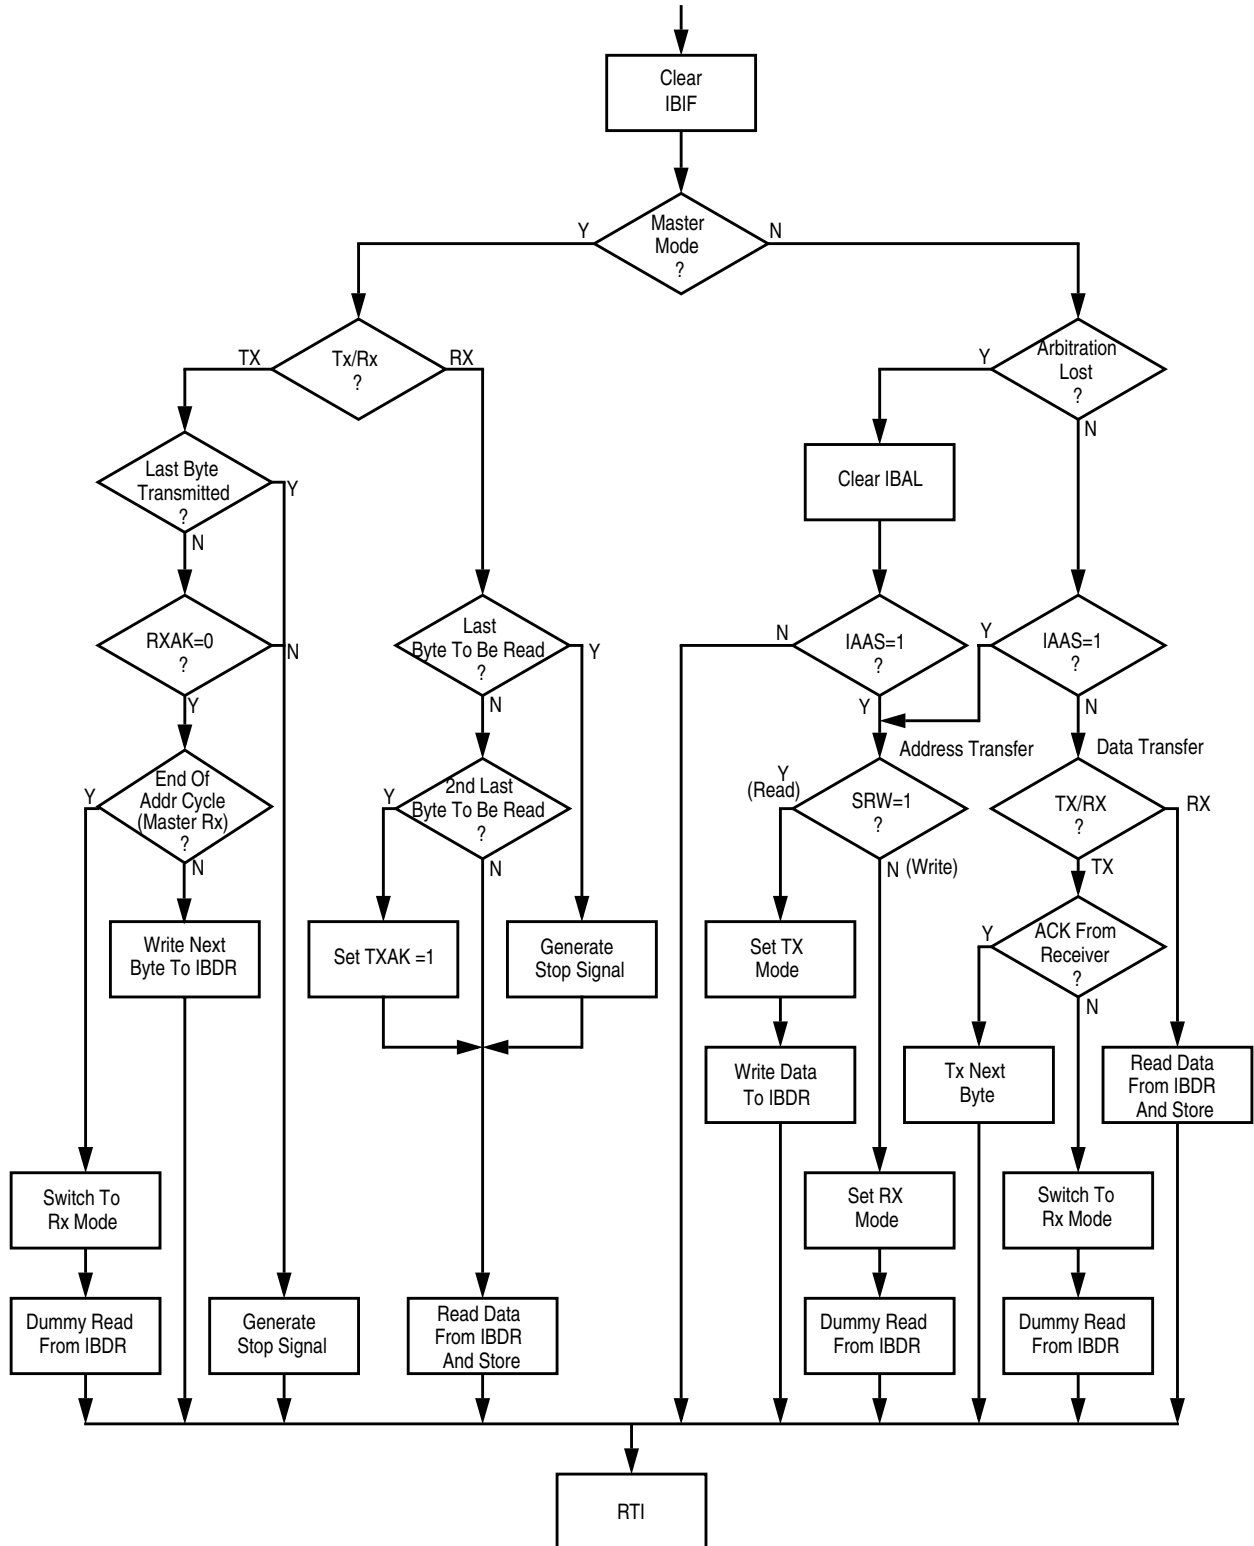 Clear
IBIF
Master
Mode
?
Y
N
Tx/Rx
?
TX
RX
Arbitration
Lost
?
Y
N
Last Byte
Transmitted
?
Y
N
Clear IBAL
RXAK=0
?
N
Y
Last
Byte To Be Read
?
Y
N
IAAS=1
?
N
Y
IAAS=1
?
Y
N
Address Transfer
Data Transfer
End Of
Addr Cycle
(Master Rx)
?
Y
N
2nd Last
Byte To Be Read
?
Y
N
SRW=1
?
Y
(Read)
N (Write)
TX/RX
?
RX
TX
Write Next
Byte To IBDR
Set TXAK =1
Generate
Stop Signal
Set TX
Mode
ACK From
Receiver
?
Y
N
Write Data
To IBDR
Tx Next
Byte
Read Data
From IBDR
And Store
Switch To
Rx Mode
Set RX
Mode
Switch To
Rx Mode
Dummy Read
From IBDR
Generate
Stop Signal
Read Data
From IBDR
And Store
Dummy Read
From IBDR
Dummy Read
From IBDR
RTI